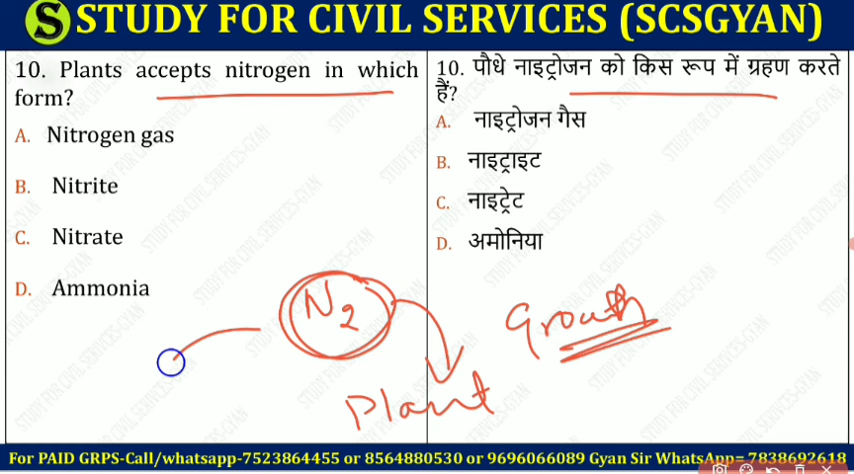 S STUDY FOR CIVIL SERVICES (SCSGYAN)
10. Plants accepts nitrogen in which
form?
A. Nitrogen gas
B. Nitrite
C. Nitrate
D. Ammonia
10. पौधे नाइट्रोजन को किस रूप में ग्रहण करते
हैं?
A. नाइट्रोजन गैस
B. नाइट्राइट
C. नाइट्रेट
D. अमोनिया
N2
Growth
Plant
For PAID GRPS-Call/whatsapp-7523864455 or 8564880530 or 9696066089 Gyan Sir WhatsApp= 7838692618